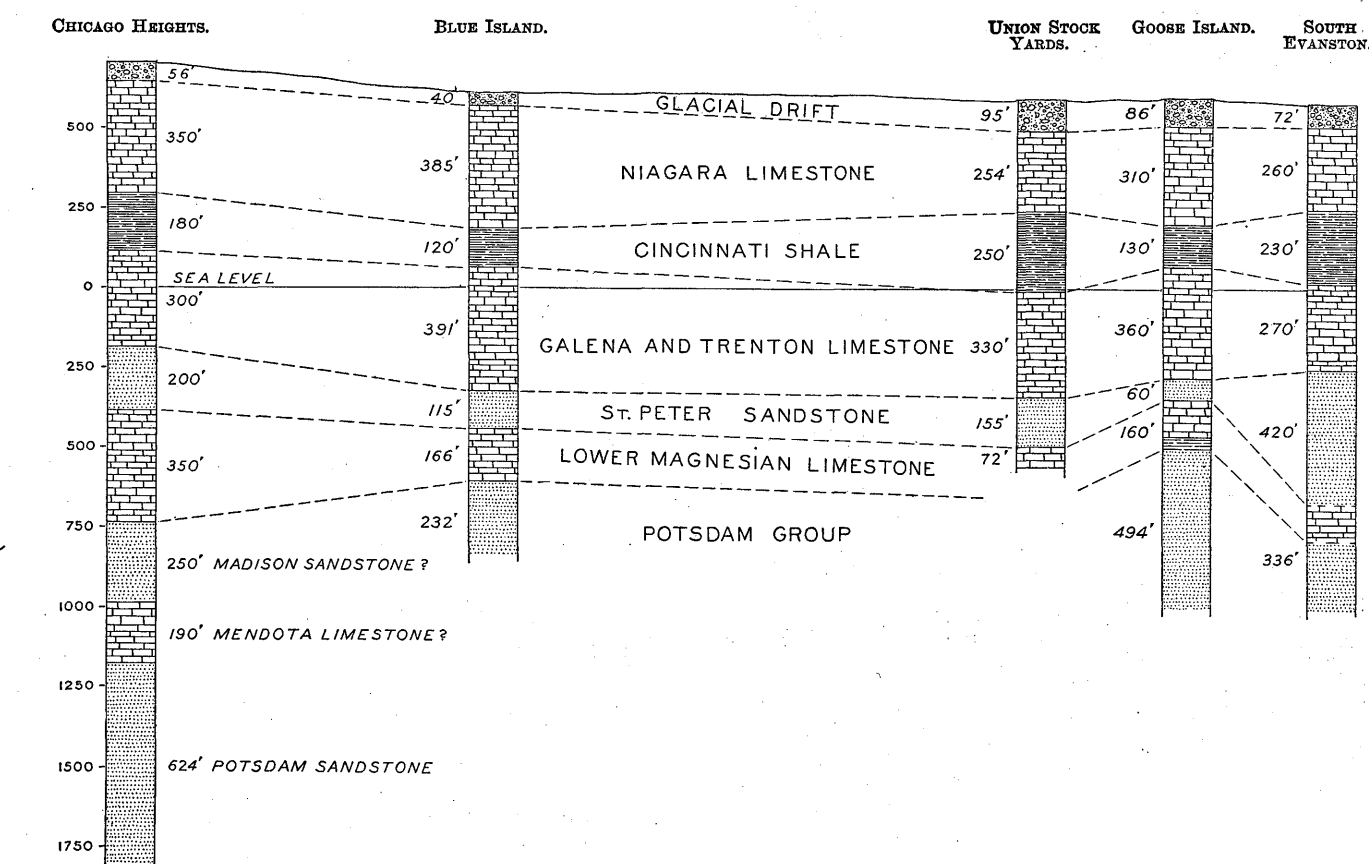 CHICAGO HEIGHTS.
BLUE ISLAND.
UNION STOCK
YARDS.
GOOSE ISLAND.
SOUTH
EVANSTON.
56'
40'
GLACIAL DRIFT
95'
86'
72'
500
350'
385'
NIAGARA LIMESTONE
254'
310'
260'
250
180'
120'
CINCINNATI SHALE
250'
130'
230'
SEA LEVEL
0
300'
391'
GALENA AND TRENTON LIMESTONE
330'
360'
270'
250
200'
115'
ST. PETER SANDSTONE
155'
60'
500
350'
166'
LOWER MAGNESIAN LIMESTONE
72'
160'
420'
750
232'
POTSDAM GROUP
494'
336'
250' MADISON SANDSTONE?
1000
190' MENDOTA LIMESTONE?
1250
1500
624' POTSDAM SANDSTONE
1750